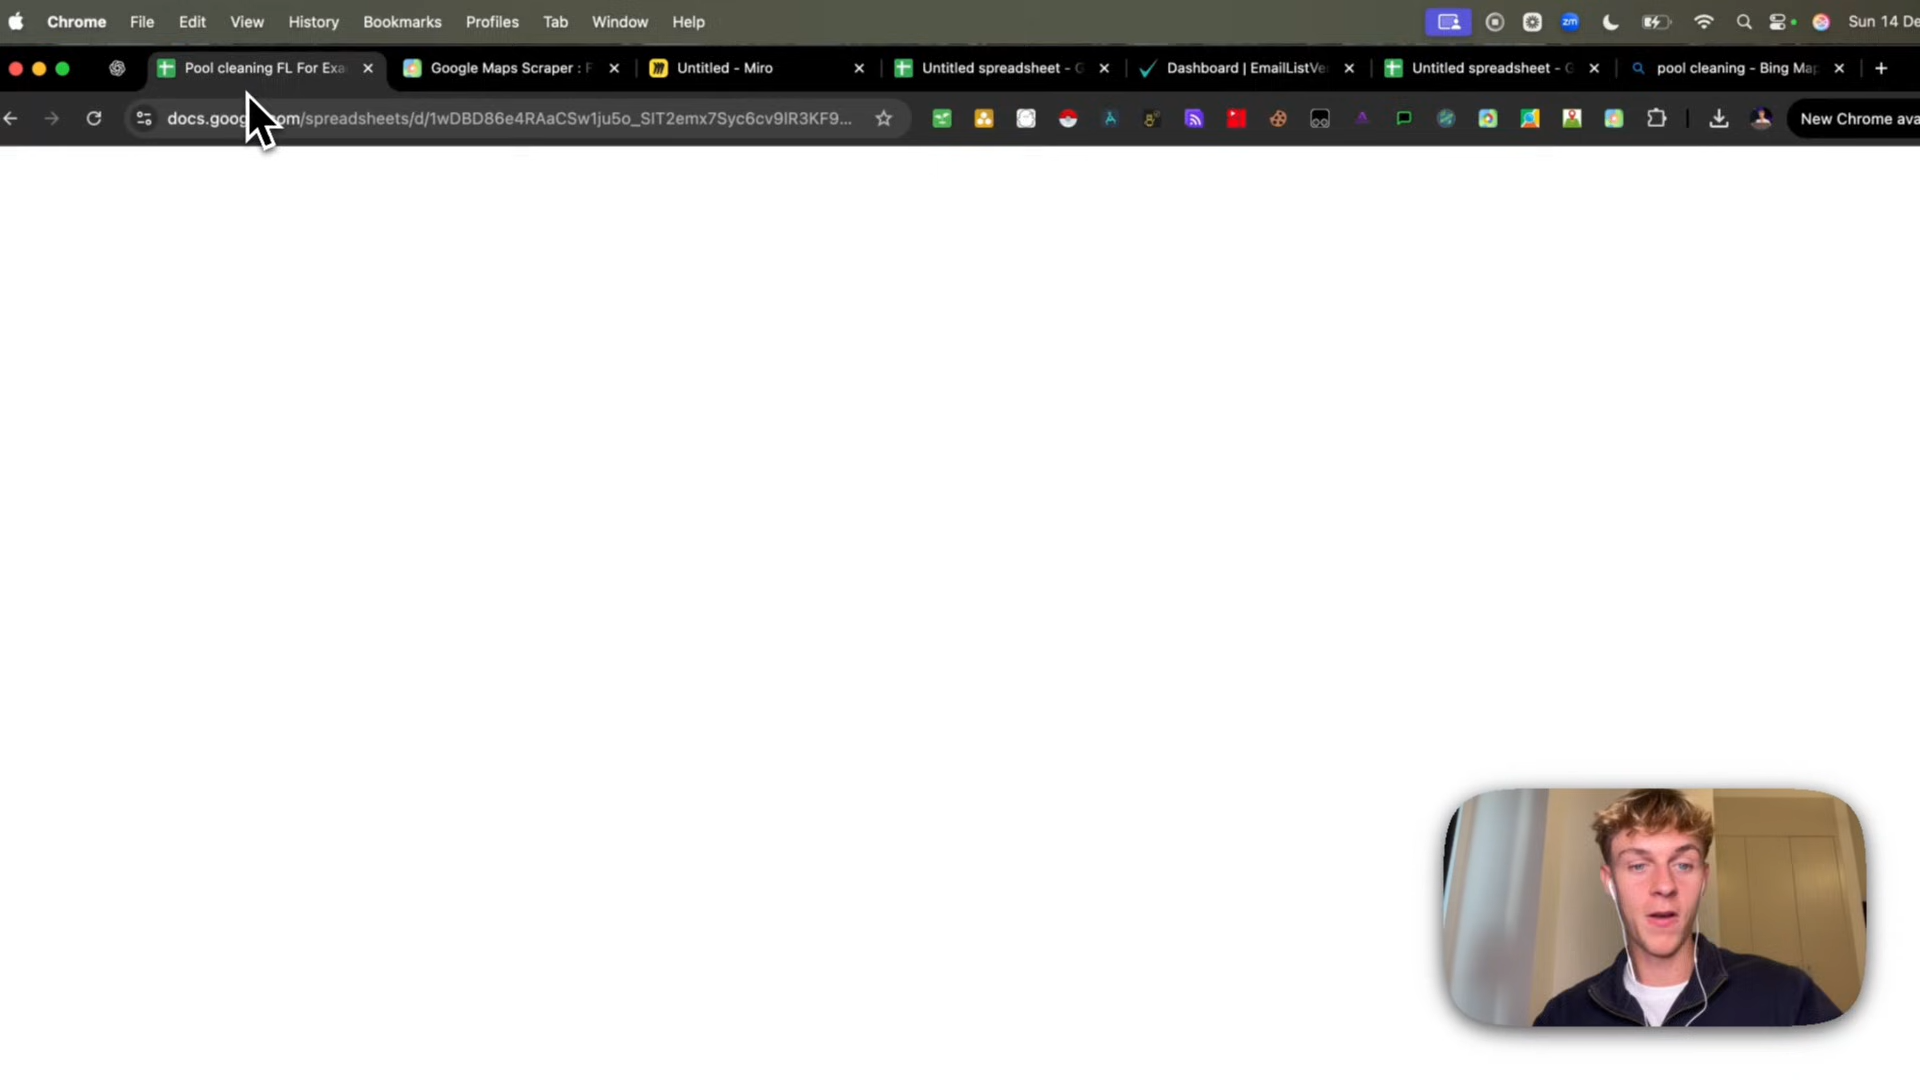 Chrome File Edit View History Bookmarks Profiles Tab Window Help zm Sun 14 De
Pool cleaning FL For Exa Google Maps Scraper : F Untitled - Miro Untitled spreadsheet - G Dashboard | EmailListVe Untitled spreadsheet - G pool cleaning - Bing Map
docs.goog om/spreadsheets/d/1wDBD86e4RAaCSw1ju5o_SIT2emx7Syc6cv9IR3KF9... New Chrome ava